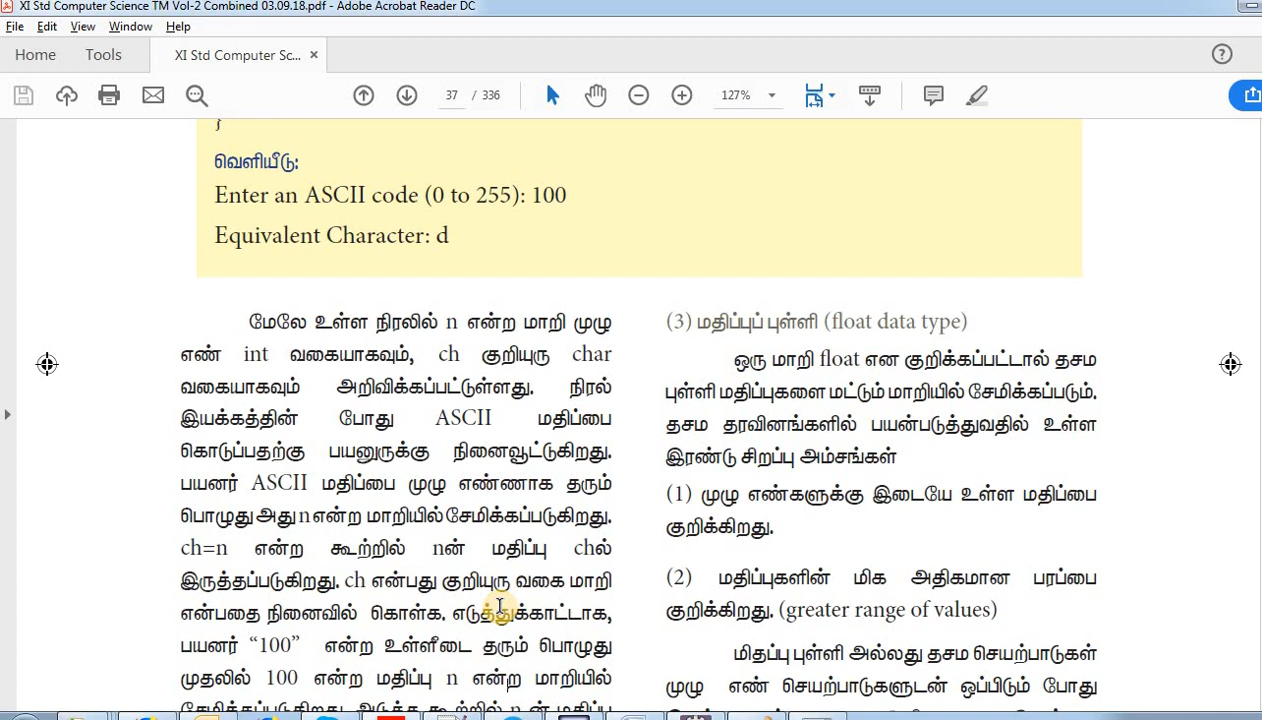 XI Std Computer Science TM Vol-2 Combined 03.09.18.pdf - Adobe Acrobat Reader DC
File Edit View Window Help
Home Tools XI Std Computer Sc... ×
37 / 336 127%
}
வெளியீடு:
Enter an ASCII code (0 to 255): 100
Equivalent Character: d
மேலே உள்ள நிரலில் n என்ற மாறி முழு
எண் int வகையாகவும், ch குறியுரு char
வகையாகவும் அறிவிக்கப்பட்டுள்ளது. நிரல்
இயக்கத்தின் போது ASCII மதிப்பை
கொடுப்பதற்கு பயனுருக்கு நினைவூட்டுகிறது.
பயனர் ASCII மதிப்பை முழு எண்ணாக தரும்
பொழுது அது n என்ற மாறியில் சேமிக்கப்படுகிறது.
ch=n என்ற கூற்றில் nன் மதிப்பு chல்
இருத்தப்படுகிறது. ch என்பது குறியுரு வகை மாறி
என்பதை நினைவில் கொள்க. எடுத்துக்காட்டாக,
பயனர் “100” என்ற உள்ளீடை தரும் பொழுது
முதலில் 100 என்ற மதிப்பு n என்ற மாறியில்
சேமிக்கப்படுகிறது. அடுத்த கூற்றில் n ன் மதிப்பு
(3) மதிப்புப் புள்ளி (float data type)
ஒரு மாறி float என குறிக்கப்பட்டால் தசம
புள்ளி மதிப்புகளை மட்டும் மாறியில் சேமிக்கப்படும்.
தசம தரவினங்களில் பயன்படுத்துவதில் உள்ள
இரண்டு சிறப்பு அம்சங்கள்
(1) முழு எண்களுக்கு இடையே உள்ள மதிப்பை
குறிக்கிறது.
(2) மதிப்புகளின் மிக அதிகமான பரப்பை
குறிக்கிறது. (greater range of values)
மிதப்பு புள்ளி அல்லது தசம செயற்பாடுகள்
முழு எண் செயற்பாடுகளுடன் ஒப்பிடும் போது